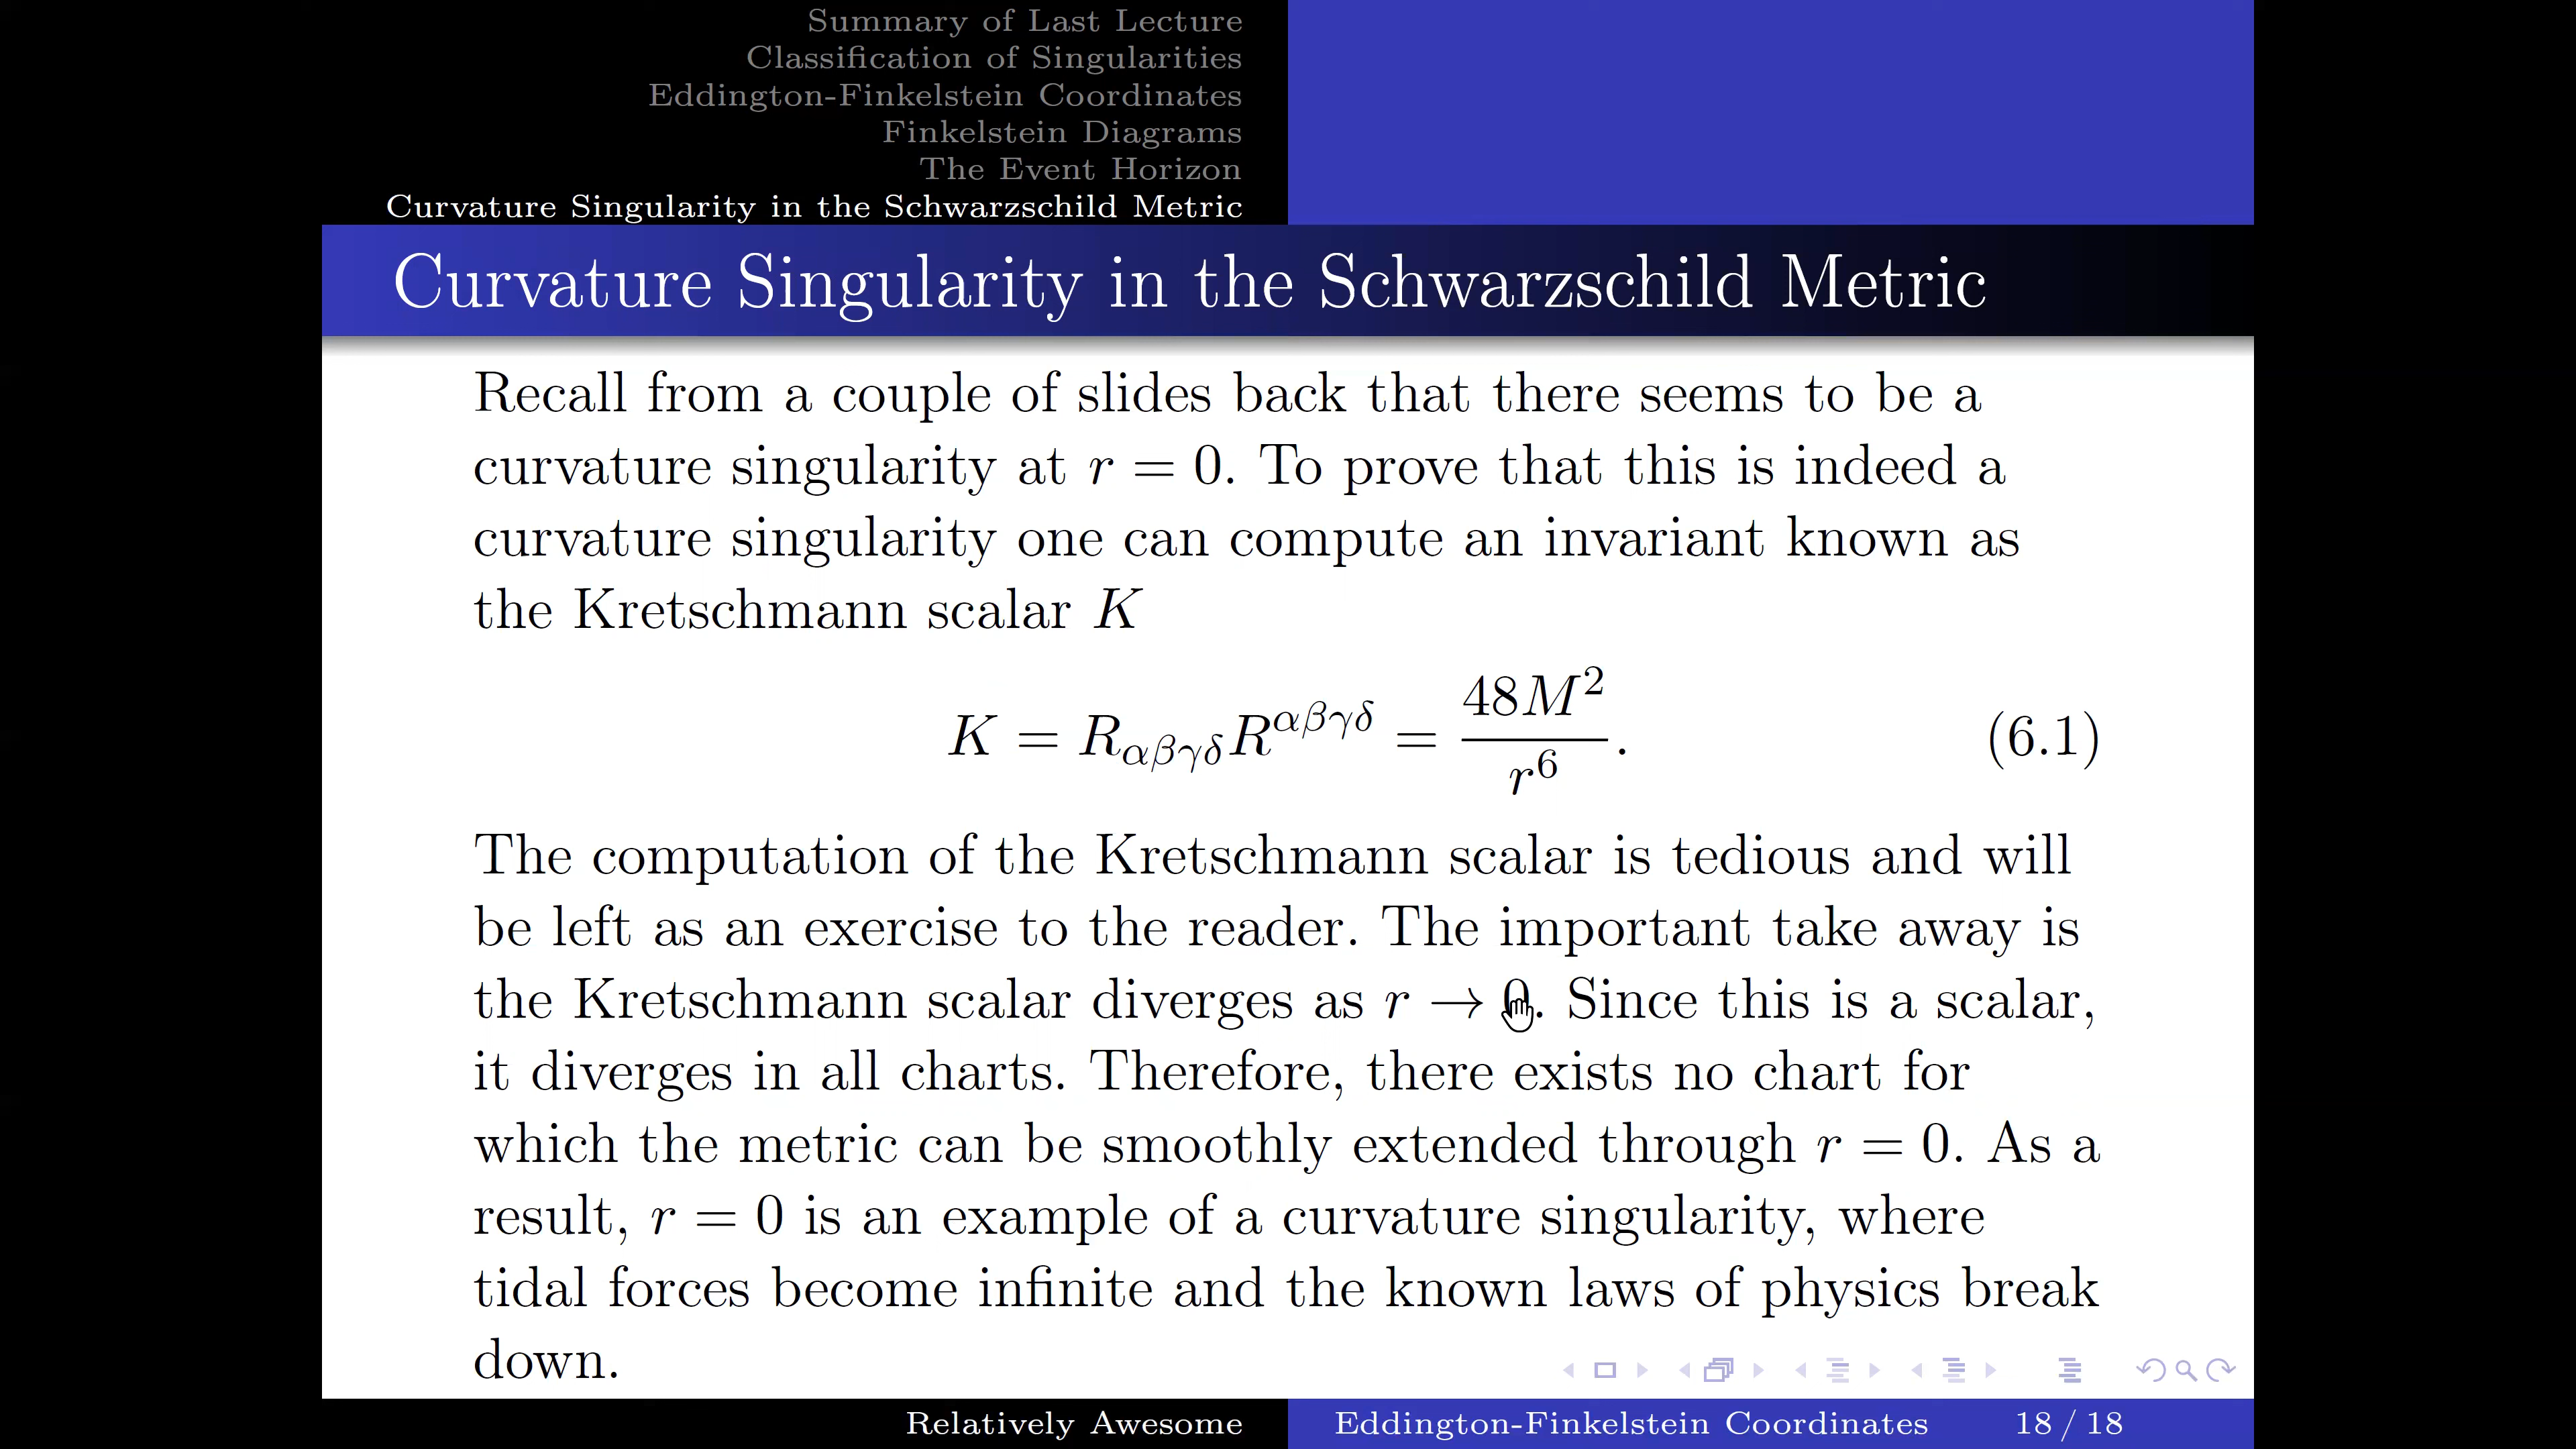 Summary of Last Lecture
Classification of Singularities
Eddington-Finkelstein Coordinates
Finkelstein Diagrams
The Event Horizon
Curvature Singularity in the Schwarzschild Metric
Curvature Singularity in the Schwarzschild Metric
Recall from a couple of slides back that there seems to be a
curvature singularity at r = 0. To prove that this is indeed a
curvature singularity one can compute an invariant known as
the Kretschmann scalar K
K = R_{αβγδ}R^{αβγδ} = \frac{48M^2}{r^6}. (6.1)
The computation of the Kretschmann scalar is tedious and will
be left as an exercise to the reader. The important take away is
the Kretschmann scalar diverges as r → 0. Since this is a scalar,
it diverges in all charts. Therefore, there exists no chart for
which the metric can be smoothly extended through r = 0. As a
result, r = 0 is an example of a curvature singularity, where
tidal forces become infinite and the known laws of physics break
down.
Relatively Awesome Eddington-Finkelstein Coordinates 18 / 18